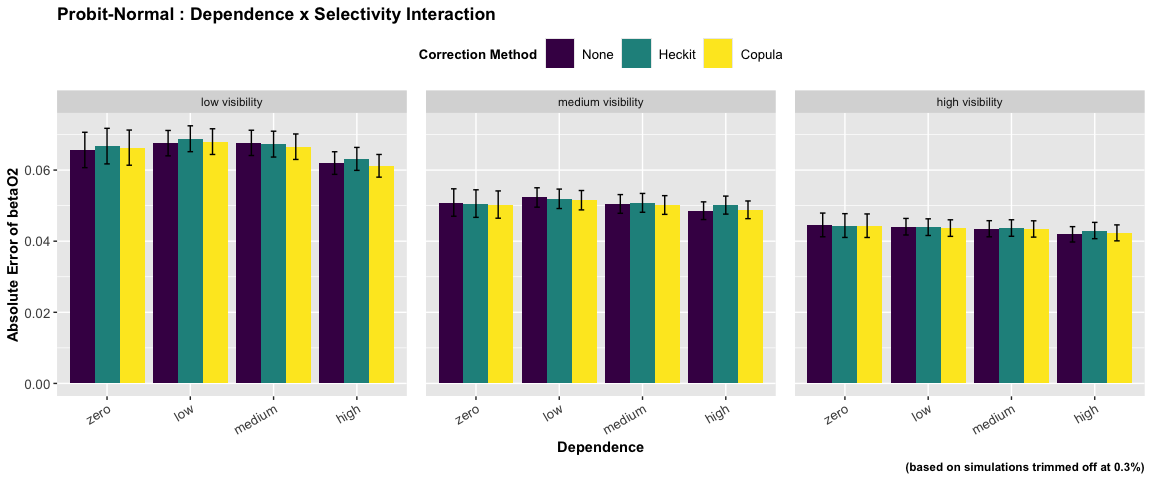 Probit-Normal : Dependence x Selectivity Interaction
Correction Method None Heckit Copula
low visibility medium visibility high visibility
Absolute Error of betaO2
0.06
0.04
0.02
0.00
zero low medium high zero low medium high zero low medium high
Dependence
(based on simulations trimmed off at 0.3%)